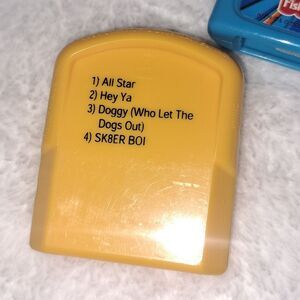 1) All Star
2) Hey Ya
3) Doggy (Who Let The
Dogs Out)
4) SK8ER BOI